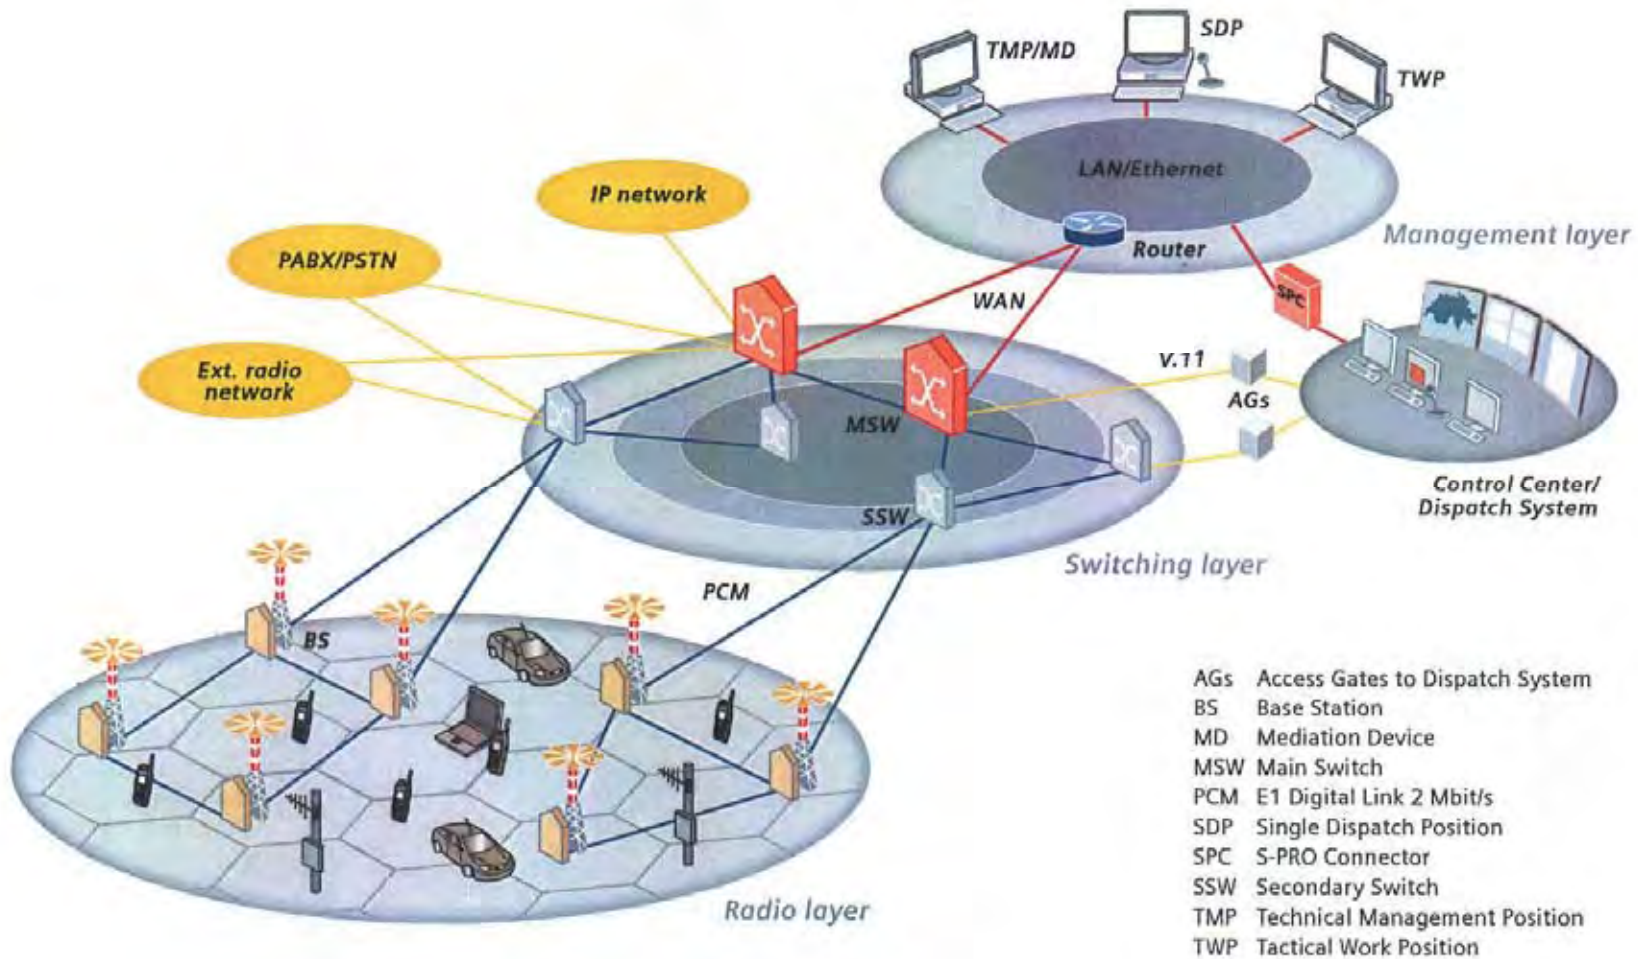 SDP
TMP/MD
TWP
LAN/Ethernet
IP network
Router
Management layer
PABX/PSTN
SPC
WAN
V.11
Ext. radio
network
AGs
MSW
Control Center/
Dispatch System
SSW
Switching layer
PCM
BS
Radio layer
AGs Access Gates to Dispatch System
BS Base Station
MD Mediation Device
MSW Main Switch
PCM E1 Digital Link 2 Mbit/s
SDP Single Dispatch Position
SPC S-PRO Connector
SSW Secondary Switch
TMP Technical Management Position
TWP Tactical Work Position